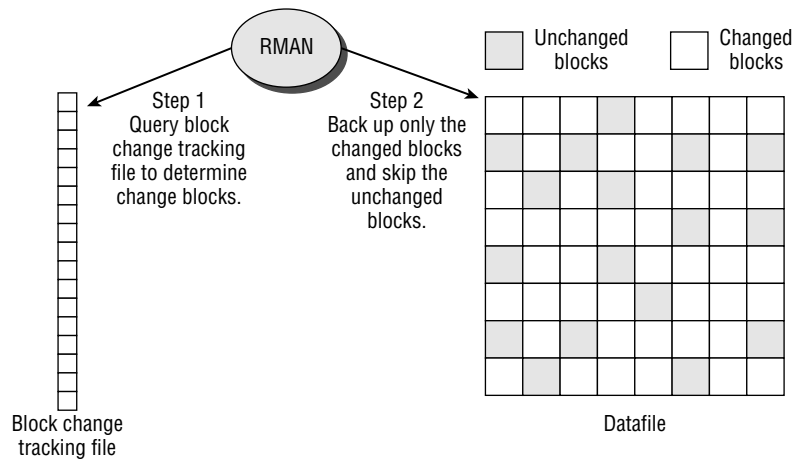 RMAN
Unchanged
blocks
Changed
blocks
Step 1
Query block
change tracking
file to determine
change blocks.
Step 2
Back up only the
changed blocks
and skip the
unchanged
blocks.
Block change
tracking file
Datafile